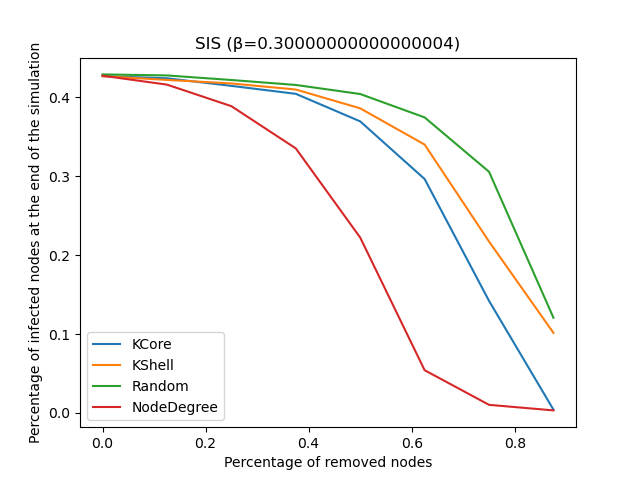 SIS (β=0.30000000000000004)
Percentage of infected nodes at the end of the simulation
0.4
0.3
0.2
0.1
0.0
KCore
KShell
Random
NodeDegree
0.0 0.2 0.4 0.6 0.8
Percentage of removed nodes